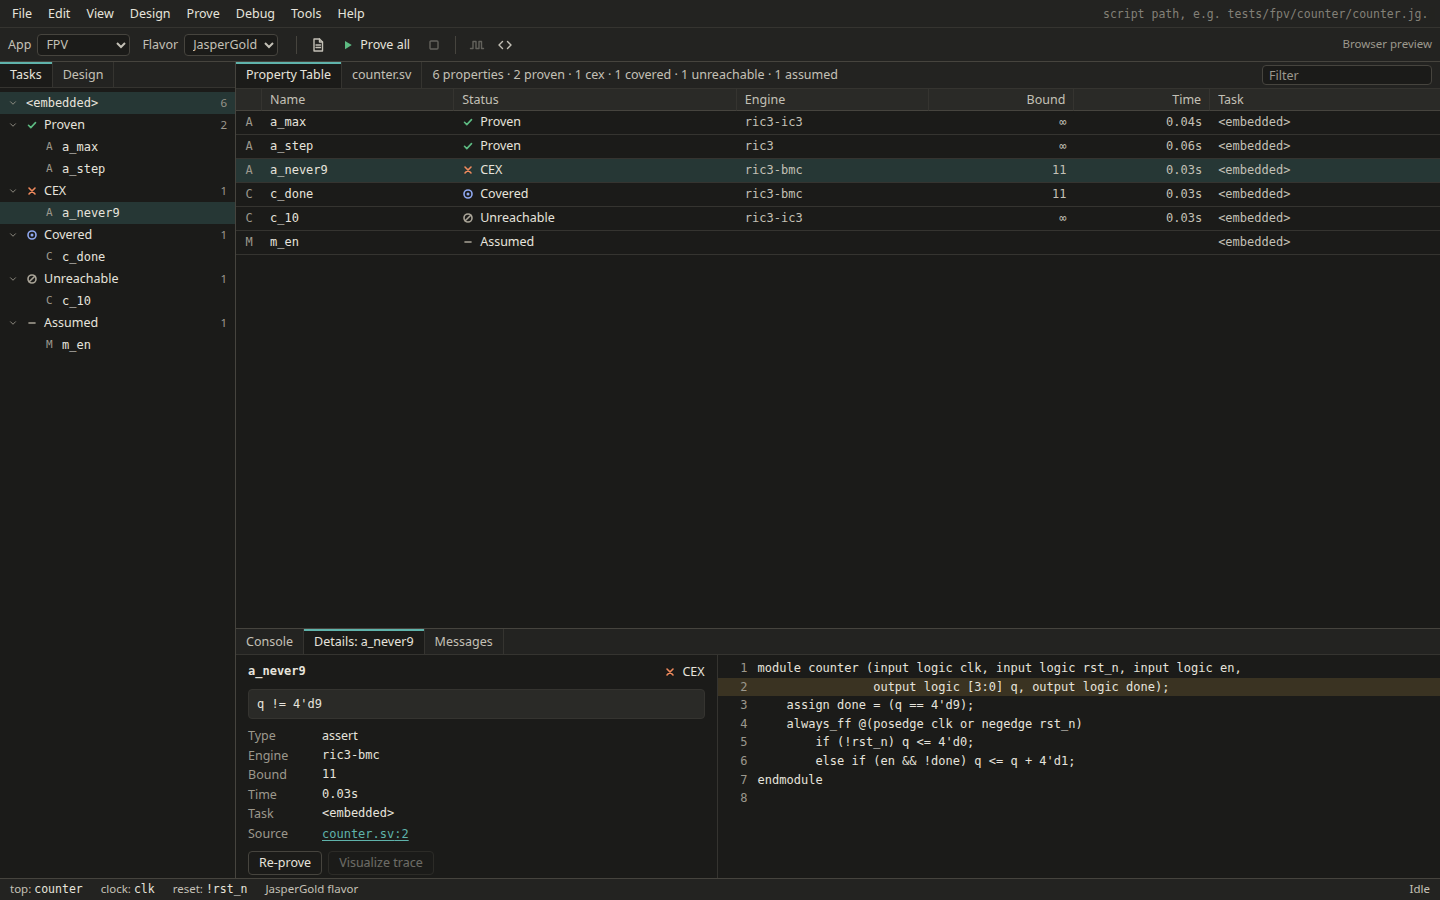 File Edit View Design Prove Debug Tools Help script path, e.g. tests/fpv/counter/counter.jg.
App FPV Flavor JasperGold Prove all Browser preview
Tasks Design Property Table counter.sv 6 properties · 2 proven · 1 cex · 1 covered · 1 unreachable · 1 assumed Filter
Name Status Engine Bound Time Task
<embedded> 6
Proven 2
A a_max
A a_step
CEX 1
A a_never9
Covered 1
C c_done
Unreachable 1
C c_10
Assumed 1
M m_en
A a_max Proven ric3-ic3 ∞ 0.04s <embedded>
A a_step Proven ric3 ∞ 0.06s <embedded>
A a_never9 CEX ric3-bmc 11 0.03s <embedded>
C c_done Covered ric3-bmc 11 0.03s <embedded>
C c_10 Unreachable ric3-ic3 ∞ 0.03s <embedded>
M m_en Assumed <embedded>
Console Details: a_never9 Messages
a_never9 CEX
q != 4'd9
Type assert
Engine ric3-bmc
Bound 11
Time 0.03s
Task <embedded>
Source counter.sv:2
Re-prove Visualize trace
1 module counter (input logic clk, input logic rst_n, input logic en,
2 output logic [3:0] q, output logic done);
3 assign done = (q == 4'd9);
4 always_ff @(posedge clk or negedge rst_n)
5 if (!rst_n) q <= 4'd0;
6 else if (en && !done) q <= q + 4'd1;
7 endmodule
8
top: counter clock: clk reset: !rst_n JasperGold flavor Idle